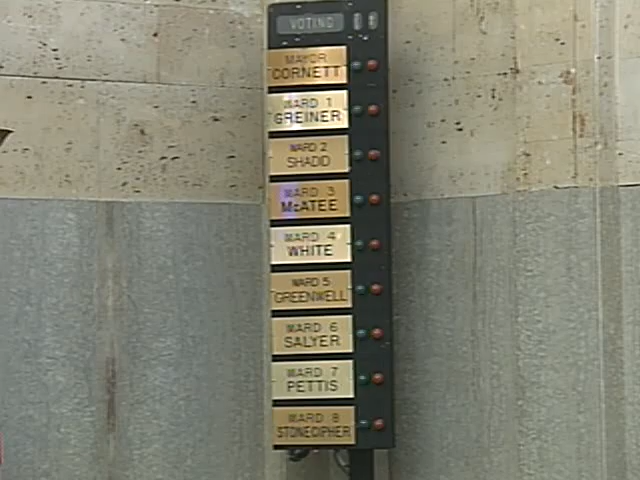 VOTING
MAYOR
CORNETT
WARD 1
GREINER
WARD 2
SHADID
WARD 3
McATEE
WARD 4
WHITE
WARD 5
GREENWELL
WARD 6
SALYER
WARD 7
PETTIS
WARD 8
STONECIPHER